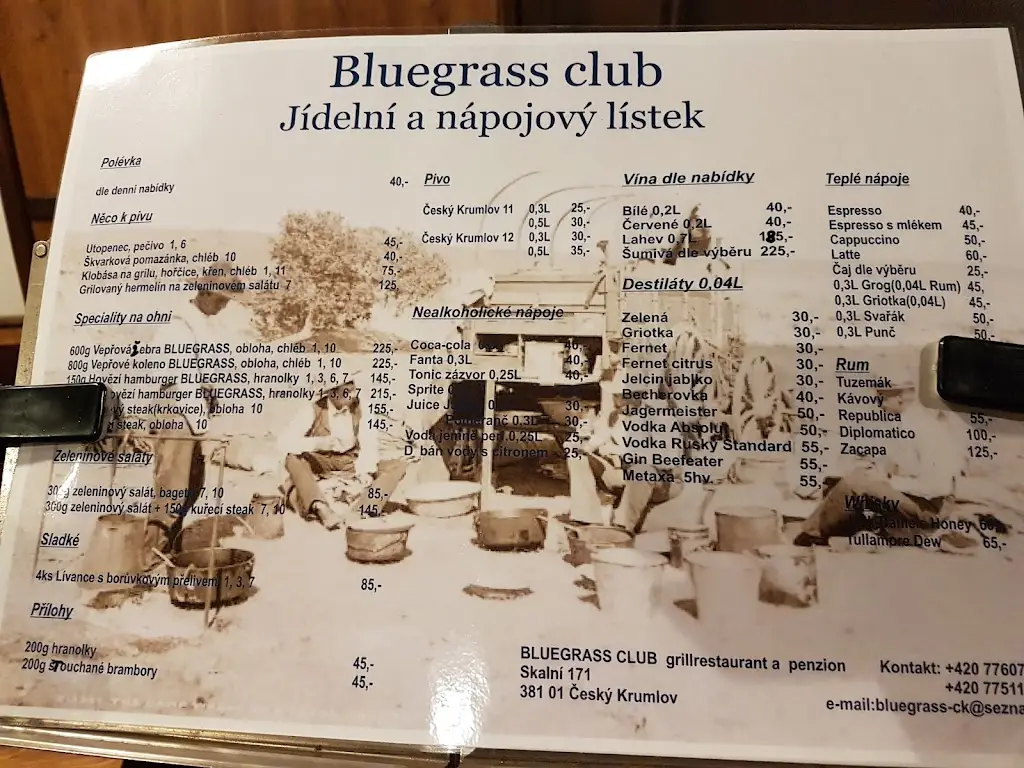 Bluegrass club
Jídelní a nápojový lístek
Polévka
dle denní nabídky 40,-
Něco k pivu
Utopenec, pečivo 1, 6 45,-
Škvarková pomazánka, chléb 10 40,-
Klobása na grilu, hořčice, křen, chléb 1, 11 75,-
Grilovaný hermelín na zeleninovém salátu 7 125
Speciality na ohni
600g Vepřová žebra BLUEGRASS, obloha, chléb 1, 10 225,-
800g Vepřové koleno BLUEGRASS, obloha, chléb 1, 10 225,-
150g Hovězí hamburger BLUEGRASS, hranolky 1, 3, 6, 7 145,-
hovězí hamburger BLUEGRASS, hranolky 1, 3, 6, 7 215,-
steak(krkovice), obloha 10 155,-
steak, obloha 10 145,-
Zeleninové saláty
300g zeleninový salát, bageta 7, 10 85,-
300g zeleninový salát + 150g kuřecí steak 7, 10 145,-
Sladké
4ks Lívance s borůvkovým přelivem 1, 3, 7 85,-
Přílohy
200g hranolky 45,-
200g šťouchané brambory 45,-
Pivo
Český Krumlov 11 0,3L 25,-
0,5L 30,-
Český Krumlov 12 0,3L 30,-
0,5L 35,-
Nealkoholické nápoje
Coca-cola 40,-
Fanta 0,3L 40,-
Tonic zázvor 0,25L 40,-
Sprite
Juice 30,-
Pomeranč 0.3L 30,-
Voda jemně perl.0,25L 25,-
Džbán vody s citronem 25,-
Vína dle nabídky
Bílé 0,2L 40,-
Červené 0,2L 40,-
Lahev 0,7L 185,-
Šumivá dle výběru 225,-
Destiláty 0,04L
Zelená 30,-
Griotka 30,-
Fernet 30,-
Fernet citrus 30,-
Jelcin jablko 30,-
Becherovka 40,-
Jagermeister 50,-
Vodka Absolut 50,-
Vodka Ruský Standard 55,-
Gin Beefeater 55,-
Metaxa 5hv. 55,-
Teplé nápoje
Espresso 40,-
Espresso s mlékem 45,-
Cappuccino 50,-
Latte 60,-
Čaj dle výběru 25,-
0,3L Grog(0,04L Rum) 45,
0,3L Griotka(0,04L) 45,-
0,3L Svařák 50,-
0,3L Punč 50,-
Rum
Tuzemák
Kávový
Republica 55,-
Diplomatico 100,-
Zacapa 125,-
Whisky
Daniels Honey
Tullamore Dew 65,-
BLUEGRASS CLUB grillrestaurant a penzion
Skalní 171
381 01 Český Krumlov
Kontakt: +420 77607
+420 77511
e-mail:bluegrass-ck@sezna